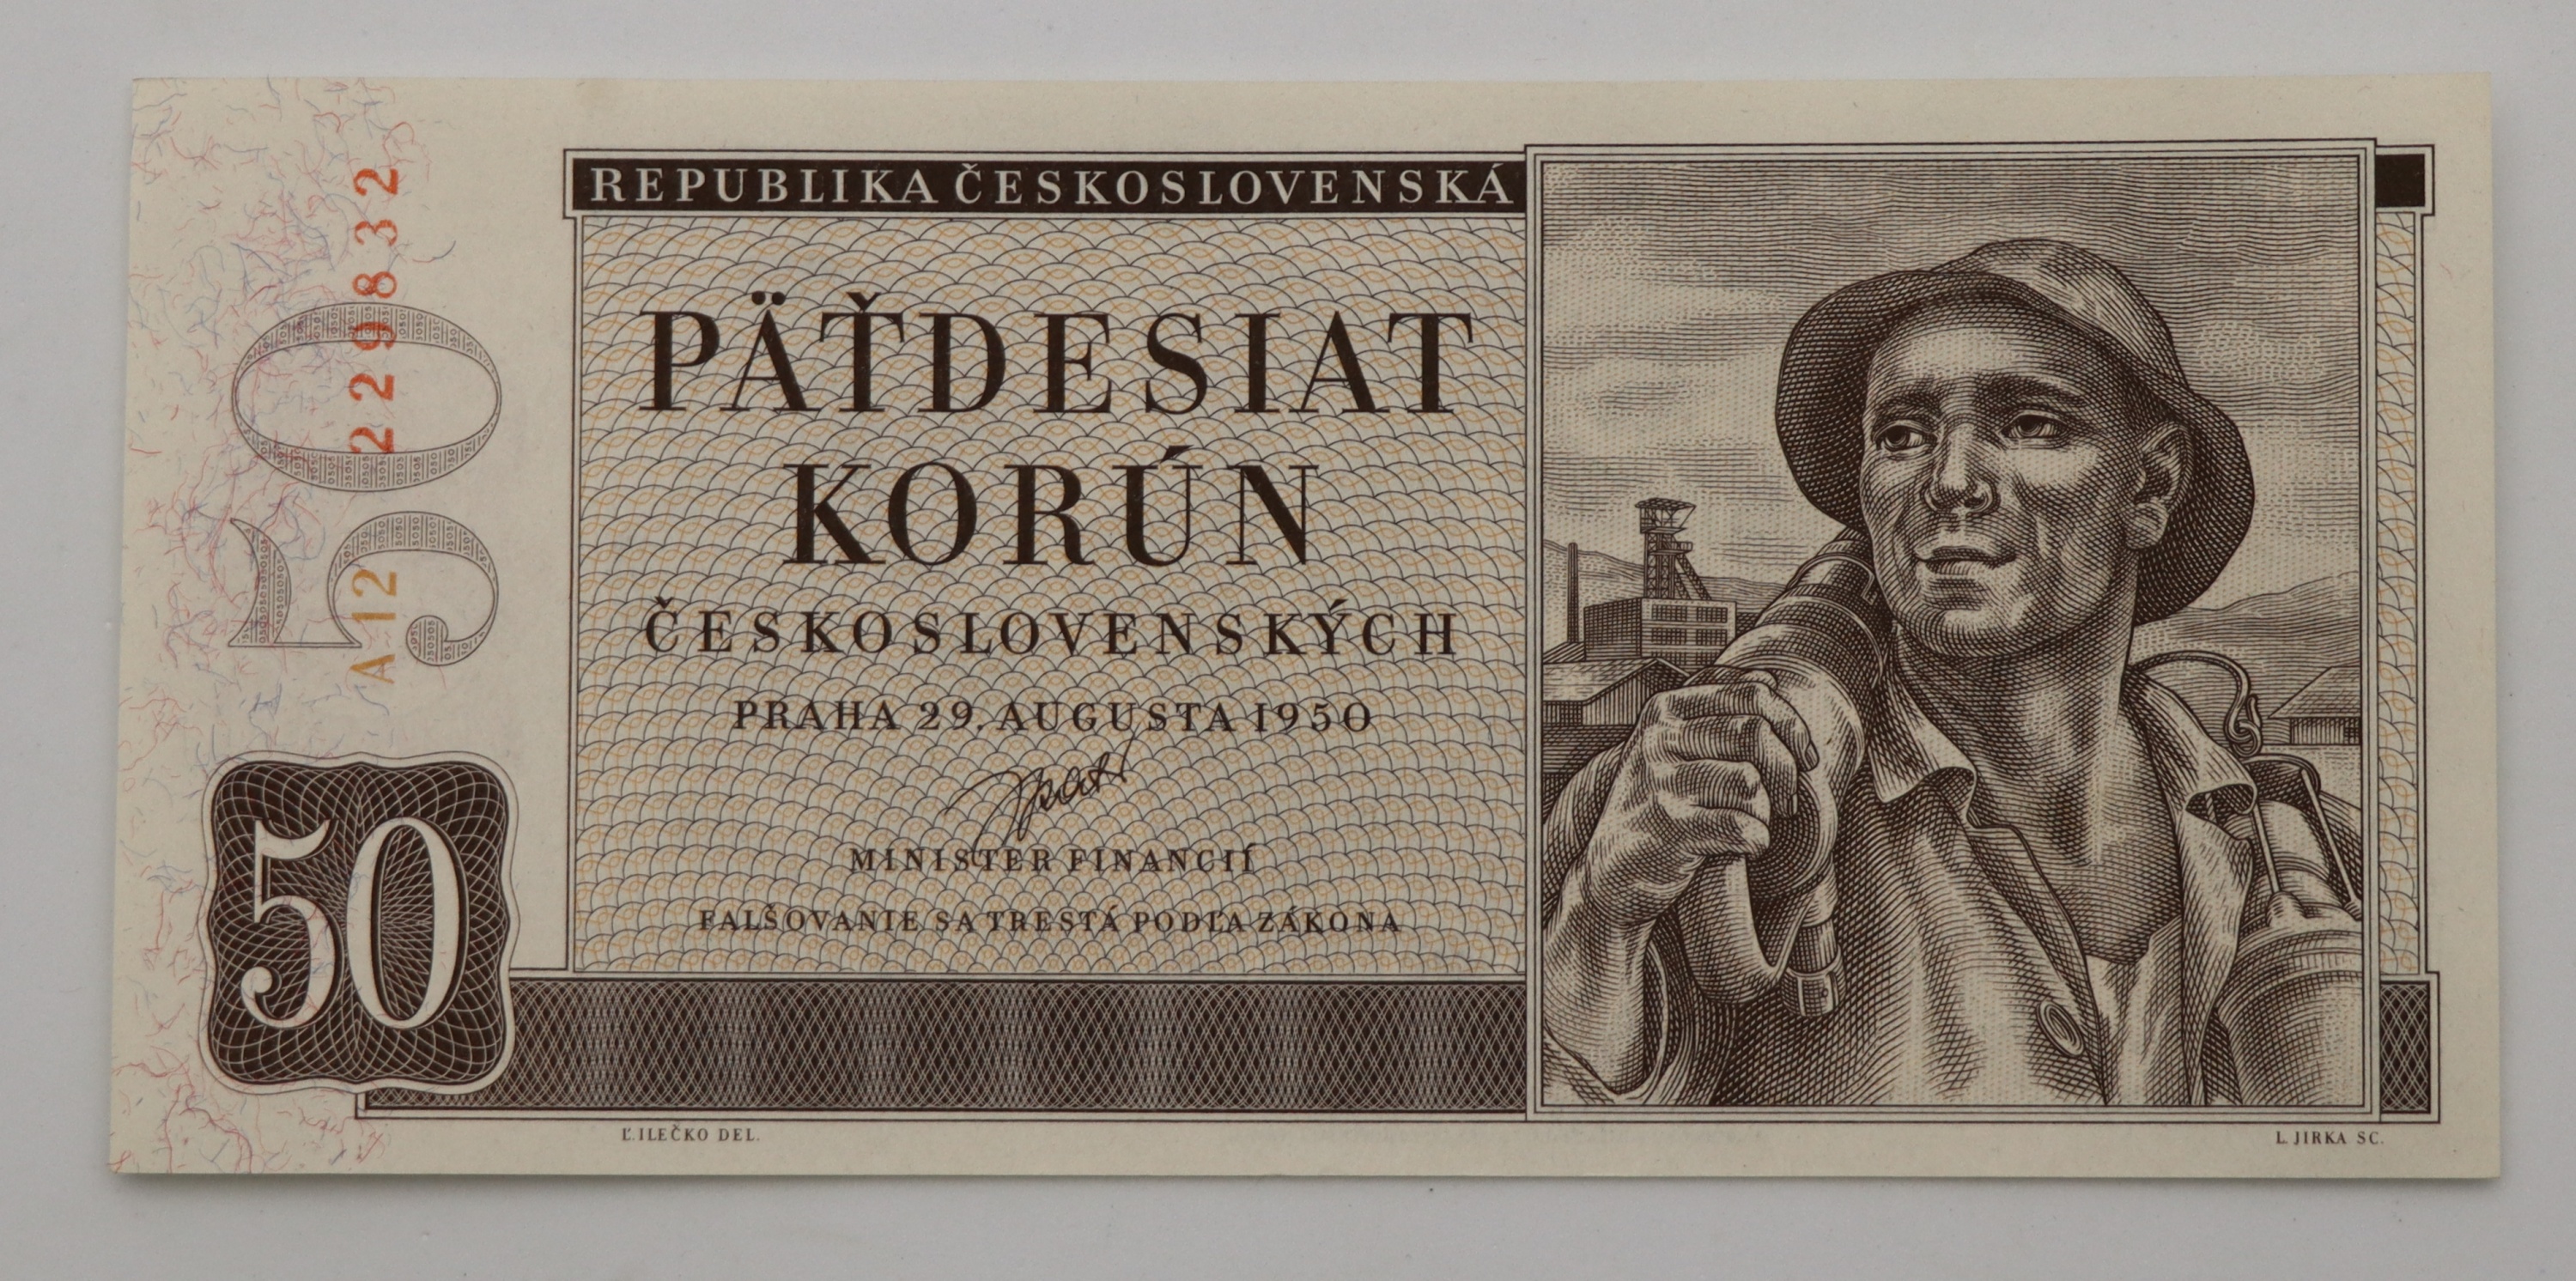 REPUBLIKA ČESKOSLOVENSKÁ
PÄŤDESIAT
KORÚN
ČESKOSLOVENSKÝCH
PRAHA 29. AUGUSTA 1950
MINISTER FINANCIÍ
FALŠOVANIE SA TRESTÁ PODĽA ZÁKONA
50
A 12 229832
50
Ľ. ILEČKO DEL.
L. JIRKA SC.